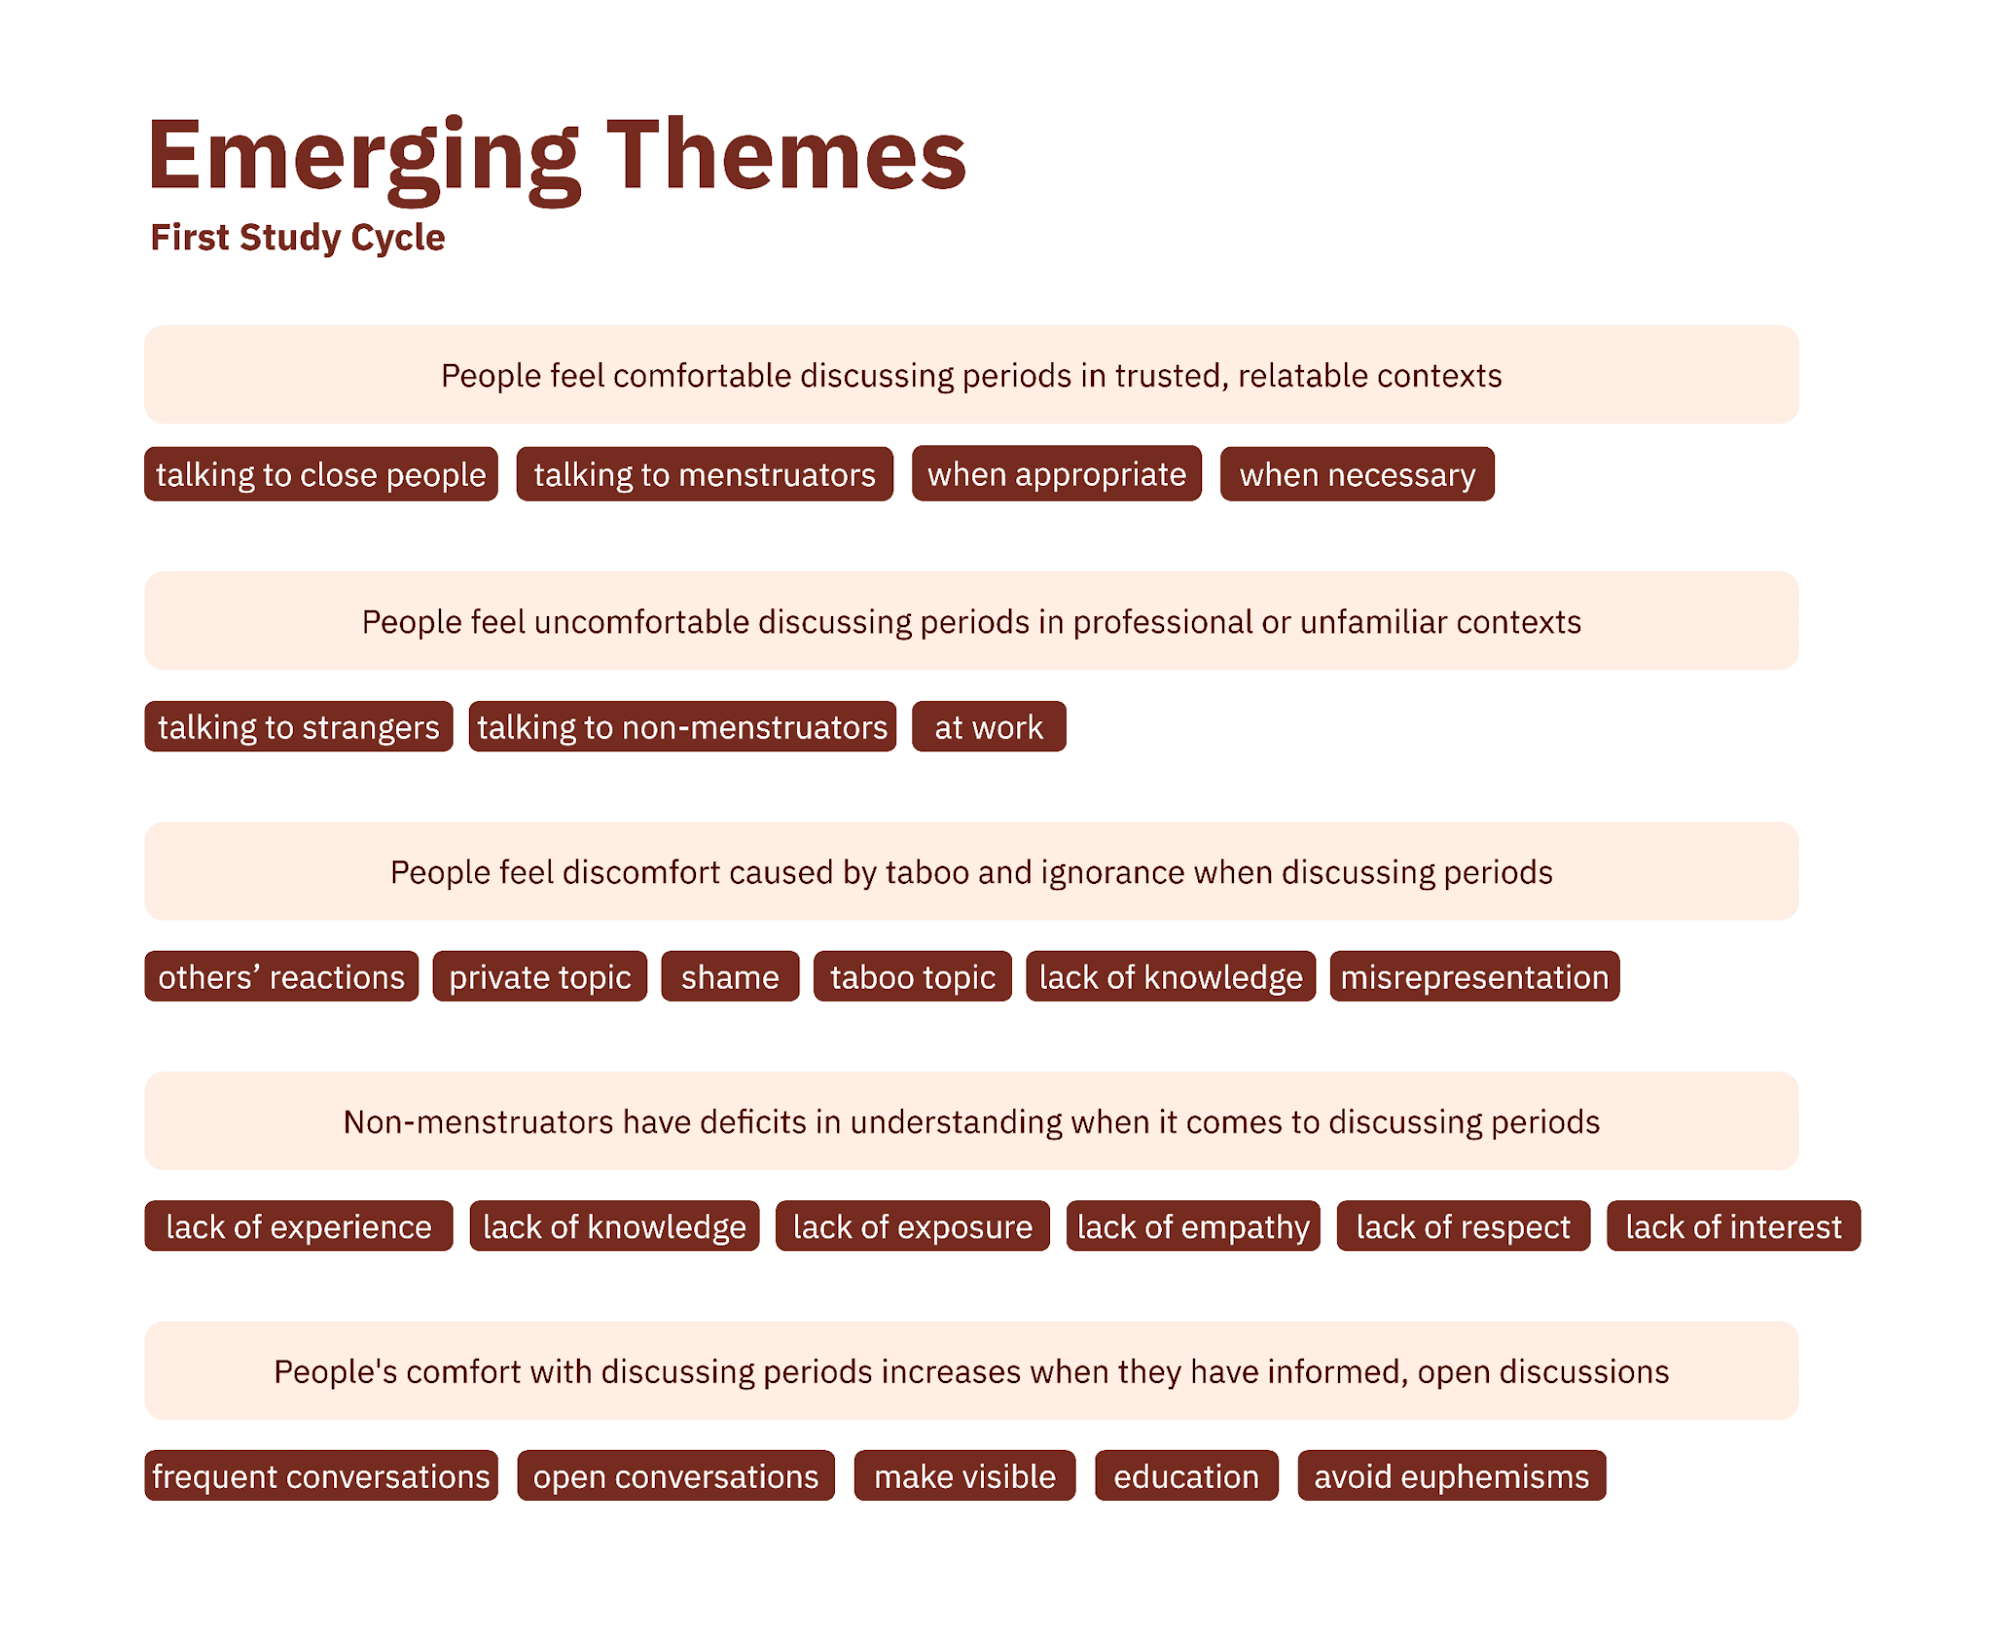 Emerging Themes
First Study Cycle
People feel comfortable discussing periods in trusted, relatable contexts
talking to close people talking to menstruators when appropriate when necessary
People feel uncomfortable discussing periods in professional or unfamiliar contexts
talking to strangers talking to non-menstruators at work
People feel discomfort caused by taboo and ignorance when discussing periods
others’ reactions private topic shame taboo topic lack of knowledge misrepresentation
Non-menstruators have deficits in understanding when it comes to discussing periods
lack of experience lack of knowledge lack of exposure lack of empathy lack of respect lack of interest
People's comfort with discussing periods increases when they have informed, open discussions
frequent conversations open conversations make visible education avoid euphemisms